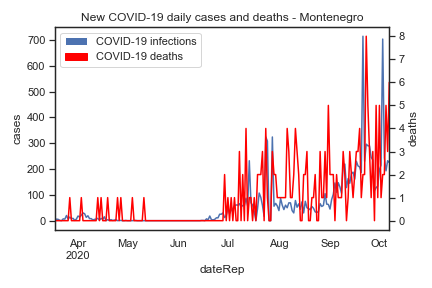 New COVID-19 daily cases and deaths - Montenegro
COVID-19 infections
COVID-19 deaths
700
600
500
400
300
200
100
0
cases
8
7
6
5
4
3
2
1
0
deaths
Apr May Jun Jul Aug Sep Oct
2020
dateRep